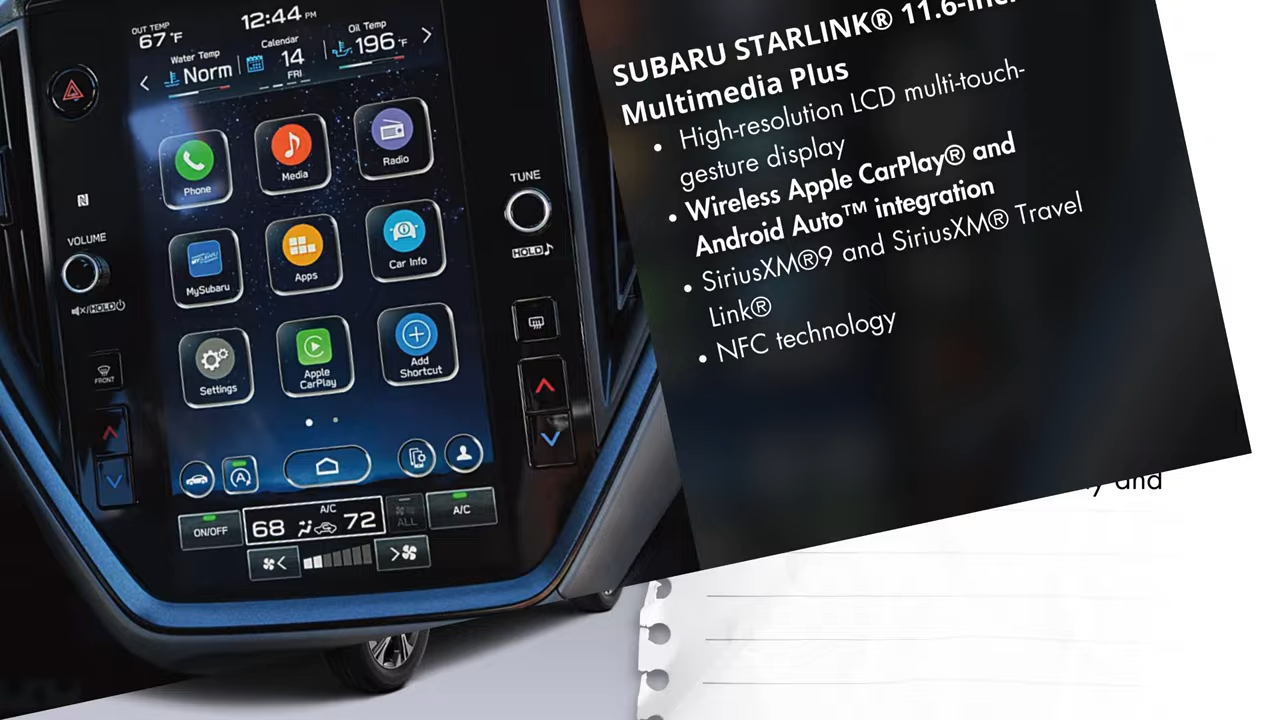 OUT TEMP
67°F
12:44 PM
Water Temp
Norm
Calendar
14
FRI
Oil Temp
196°F
Phone
Media
Radio
MySubaru
Apps
Car Info
Settings
Apple
CarPlay
Add
Shortcut
VOLUME
HOLD
FRONT
TUNE
HOLD
A
ON/OFF
A/C
68
72
ALL
A/C
SUBARU STARLINK® 11.6-inch
Multimedia Plus
• High-resolution LCD multi-touch-
gesture display
• Wireless Apple CarPlay® and
Android Auto™ integration
• SiriusXM®9 and SiriusXM® Travel
Link®
• NFC technology
and